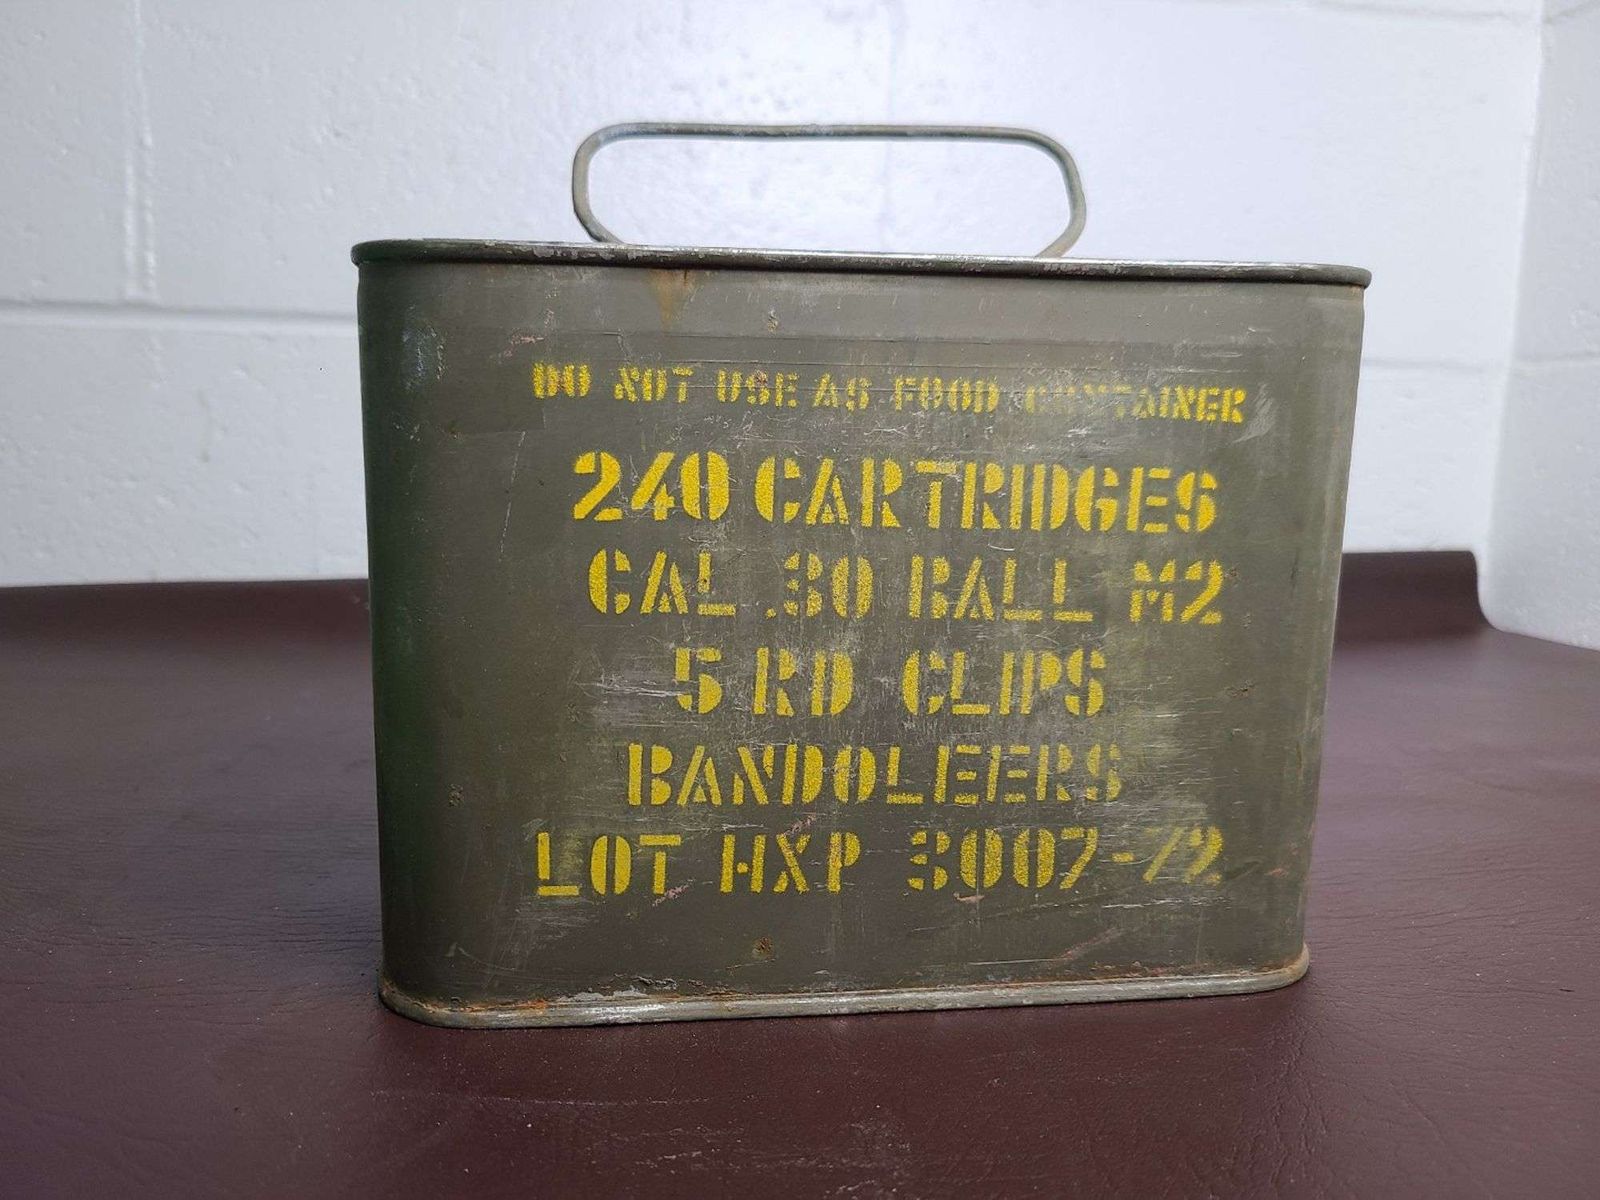 DO NOT USE AS FOOD CONTAINER
240 CARTRIDGES
CAL .30 BALL M2
5 RD CLIPS
BANDOLEERS
LOT HXP 3007-72